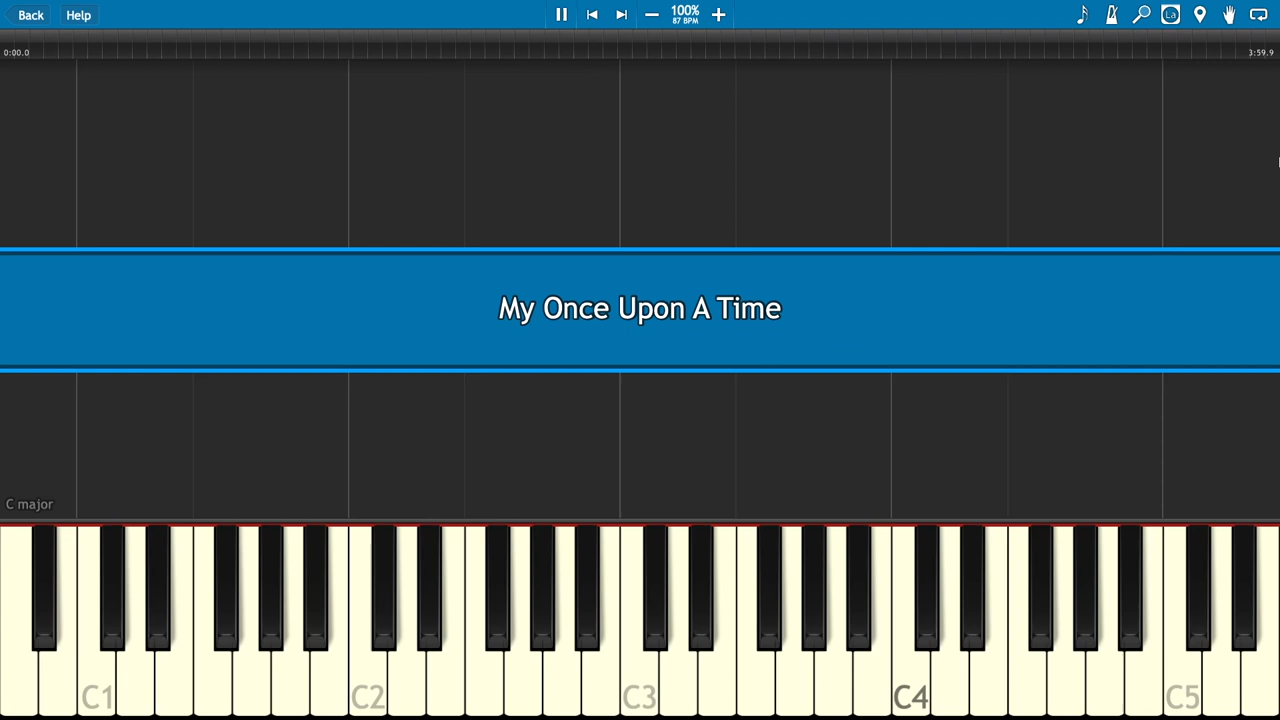 Back Help 100% La
87 BPM
0:00.0 3:59.9
My Once Upon A Time
C major
C1 C2 C3 C4 C5